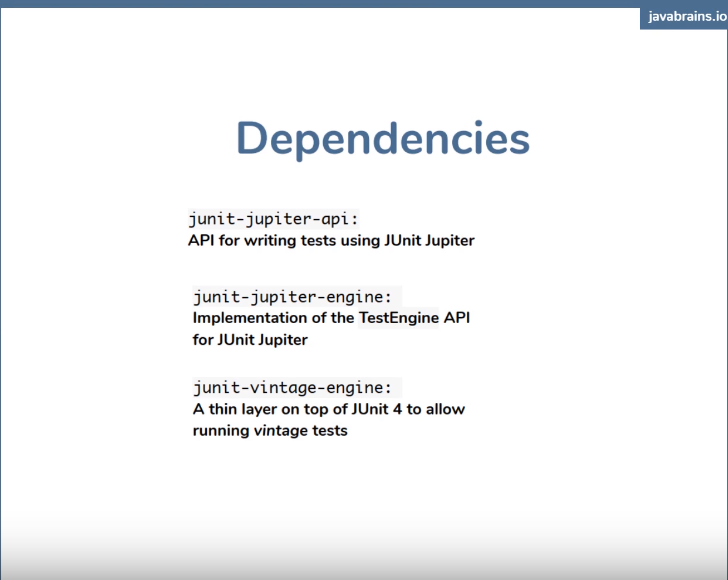 javabrains.io
Dependencies
junit-jupiter-api:
API for writing tests using JUnit Jupiter
junit-jupiter-engine:
Implementation of the TestEngine API
for JUnit Jupiter
junit-vintage-engine:
A thin layer on top of JUnit 4 to allow
running vintage tests